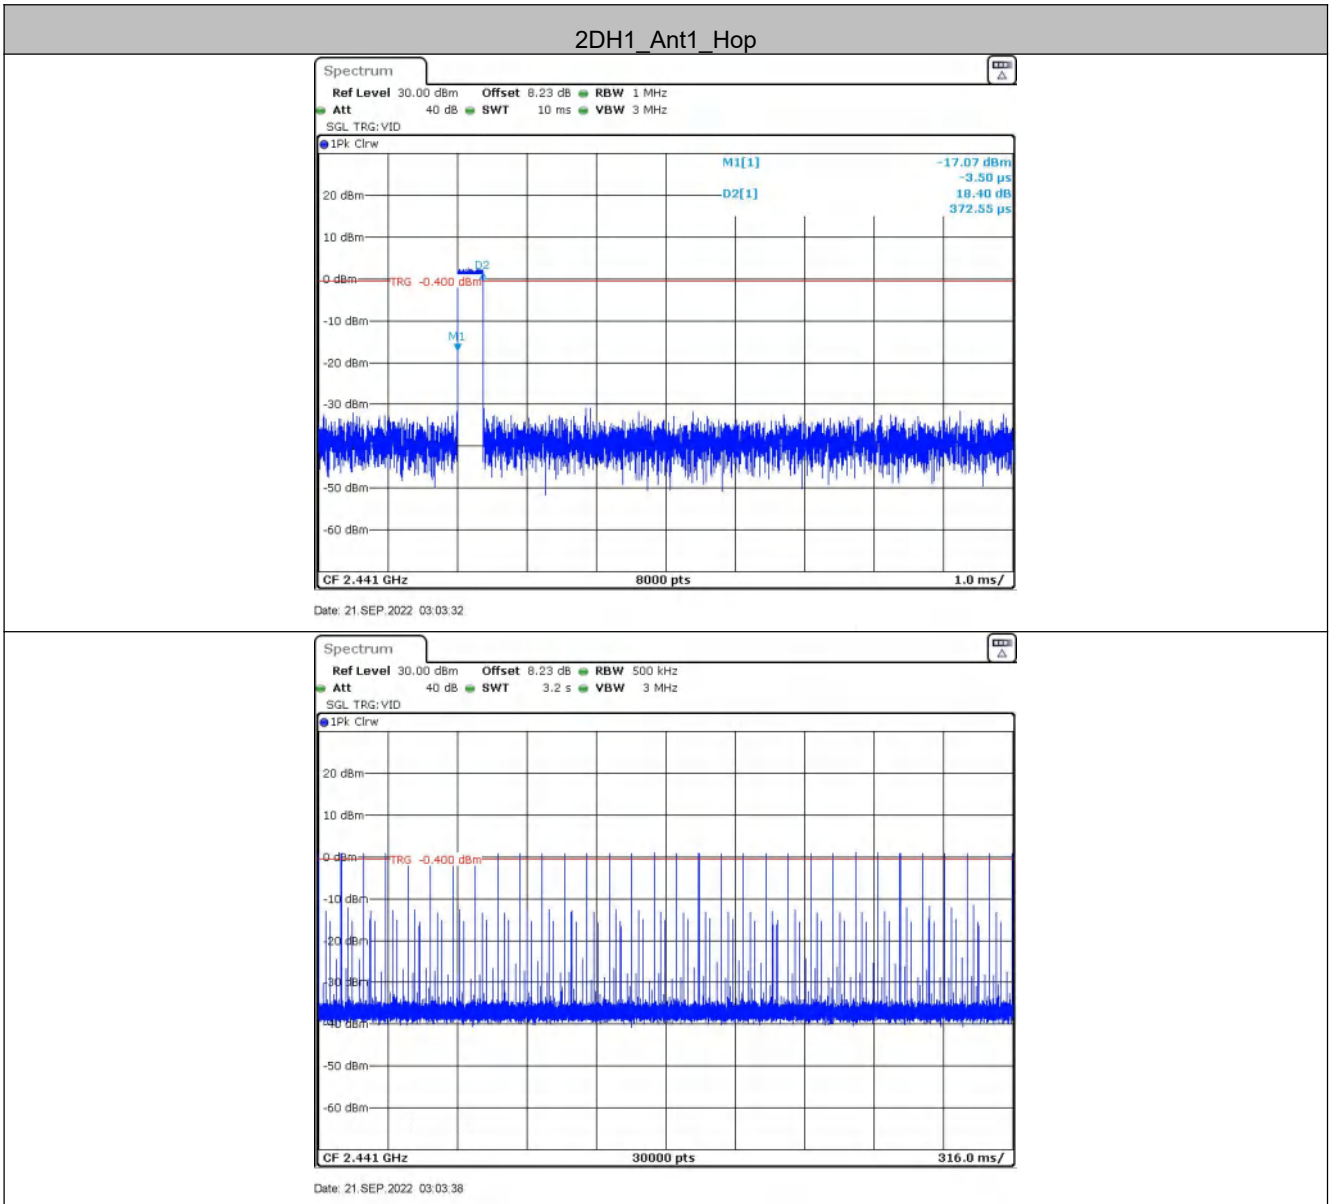 2DH1_Ant1_Hop
Spectrum
Ref Level 30.00 dBm Offset 8.23 dB RBW 1 MHz
Att 40 dB SWT 10 ms VBW 3 MHz
SGL TRG:VID
1Pk Clrw
M1[1] -17.07 dBm
-3.50 µs
20 dBm D2[1] 18.40 dB
372.55 µs
10 dBm
D2
0 dBm TRG -0.400 dBm
-10 dBm
M1
-20 dBm
-30 dBm
-50 dBm
-60 dBm
CF 2.441 GHz 8000 pts 1.0 ms/
Date: 21.SEP.2022 03:03:32
Spectrum
Ref Level 30.00 dBm Offset 8.23 dB RBW 500 kHz
Att 40 dB SWT 3.2 s VBW 3 MHz
SGL TRG:VID
1Pk Clrw
20 dBm
10 dBm
0 dBm TRG -0.400 dBm
-10 dBm
-20 dBm
-30 dBm
-40 dBm
-50 dBm
-60 dBm
CF 2.441 GHz 30000 pts 316.0 ms/
Date: 21.SEP.2022 03:03:38